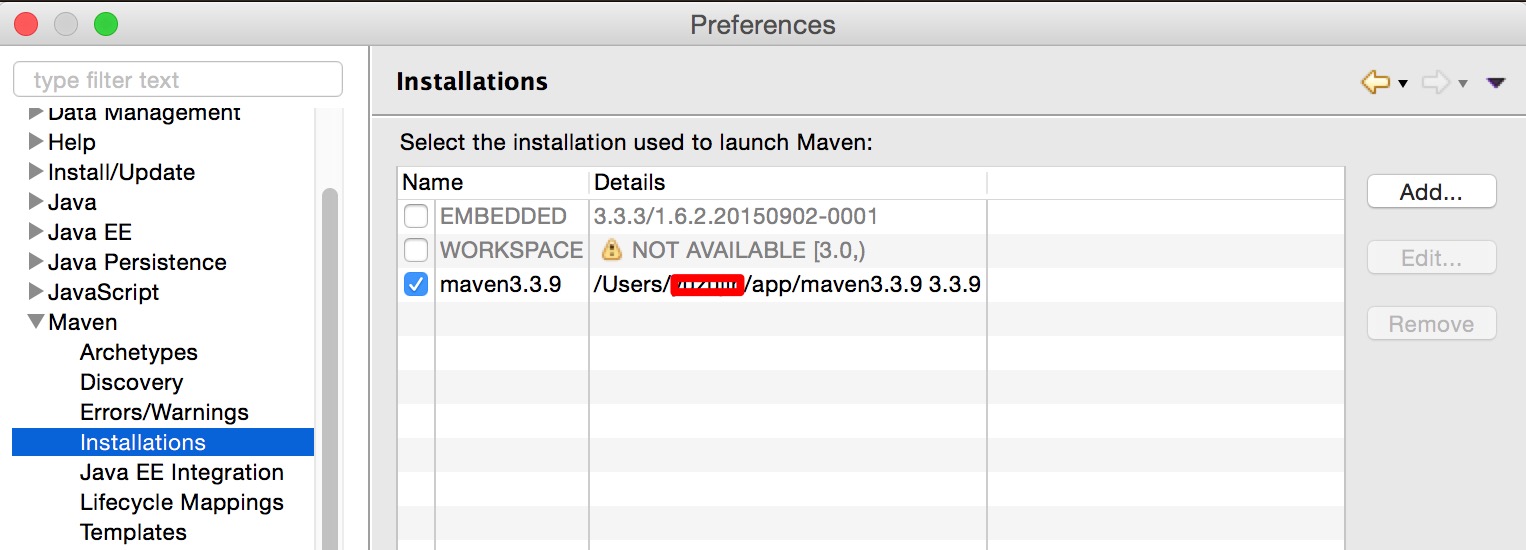 Preferences
type filter text
Data Management
Help
Install/Update
Java
Java EE
Java Persistence
JavaScript
Maven
Archetypes
Discovery
Errors/Warnings
Installations
Java EE Integration
Lifecycle Mappings
Templates
Installations
Select the installation used to launch Maven:
Name Details
EMBEDDED 3.3.3/1.6.2.20150902-0001
WORKSPACE NOT AVAILABLE [3.0,)
maven3.3.9 /Users/ /app/maven3.3.9 3.3.9
Add...
Edit...
Remove